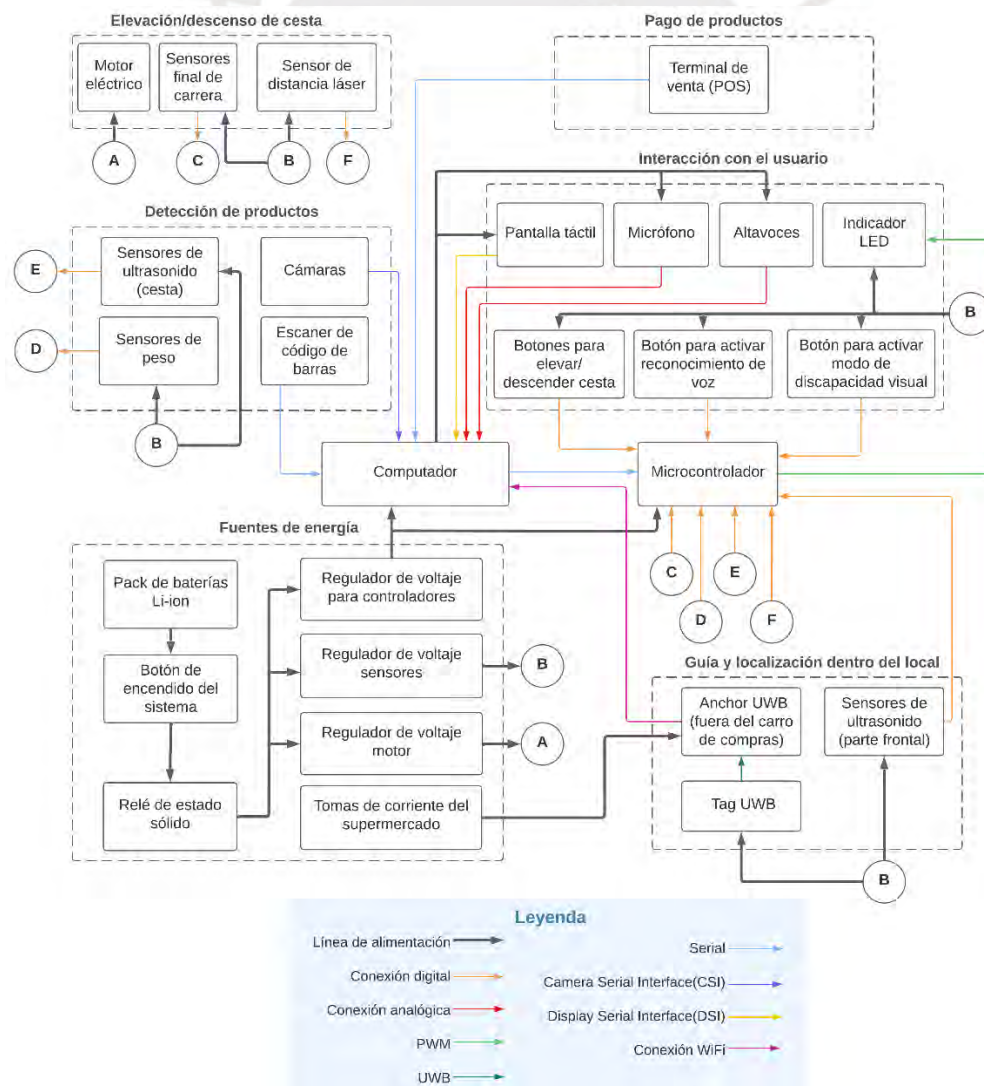 Elevación/descenso de cesta
Pago de productos
Motor
eléctrico
Sensores
final de
carrera
Sensor de
distancia láser
Terminal de
venta (POS)
A
C
B
F
Interacción con el usuario
Detección de productos
Pantalla táctil
Micrófono
Altavoces
Indicador
LED
E
Sensores de
ultrasonido
(cesta)
Cámaras
B
D
Sensores de
peso
Escaner de
código de
barras
Botones para
elevar/
descender cesta
Botón para activar
reconocimiento de
voz
Botón para activar
modo de
discapacidad visual
B
Computador
Microcontrolador
Fuentes de energía
Pack de baterías
Li-ion
Regulador de voltaje
para controladores
C
E
D
F
Botón de
encendido del
sistema
Regulador de voltaje
sensores
B
Guía y localización dentro del local
Anchor UWB
(fuera del carro
de compras)
Sensores de
ultrasonido
(parte frontal)
Regulador de voltaje
motor
A
Relé de estado
sólido
Tomas de corriente del
supermercado
Tag UWB
B
Leyenda
Línea de alimentación
Serial
Conexión digital
Camera Serial Interface(CSI)
Conexión analógica
Display Serial Interface(DSI)
PWM
Conexión WiFi
UWB